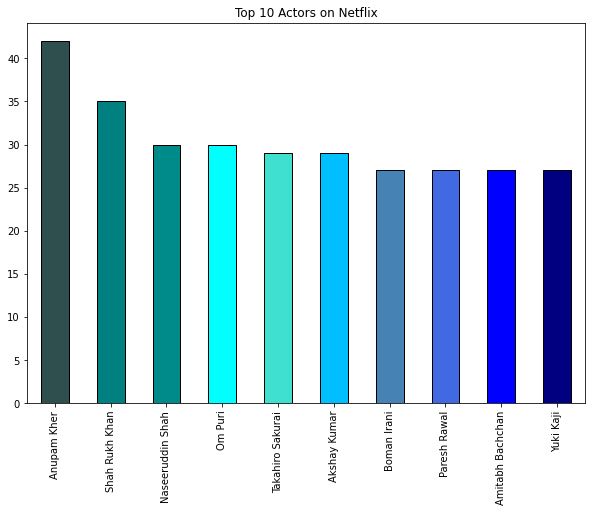 Top 10 Actors on Netflix
40
35
30
25
20
15
10
5
0
Anupam Kher
Shah Rukh Khan
Naseeruddin Shah
Om Puri
Takahiro Sakurai
Akshay Kumar
Boman Irani
Paresh Rawal
Amitabh Bachchan
Yuki Kaji